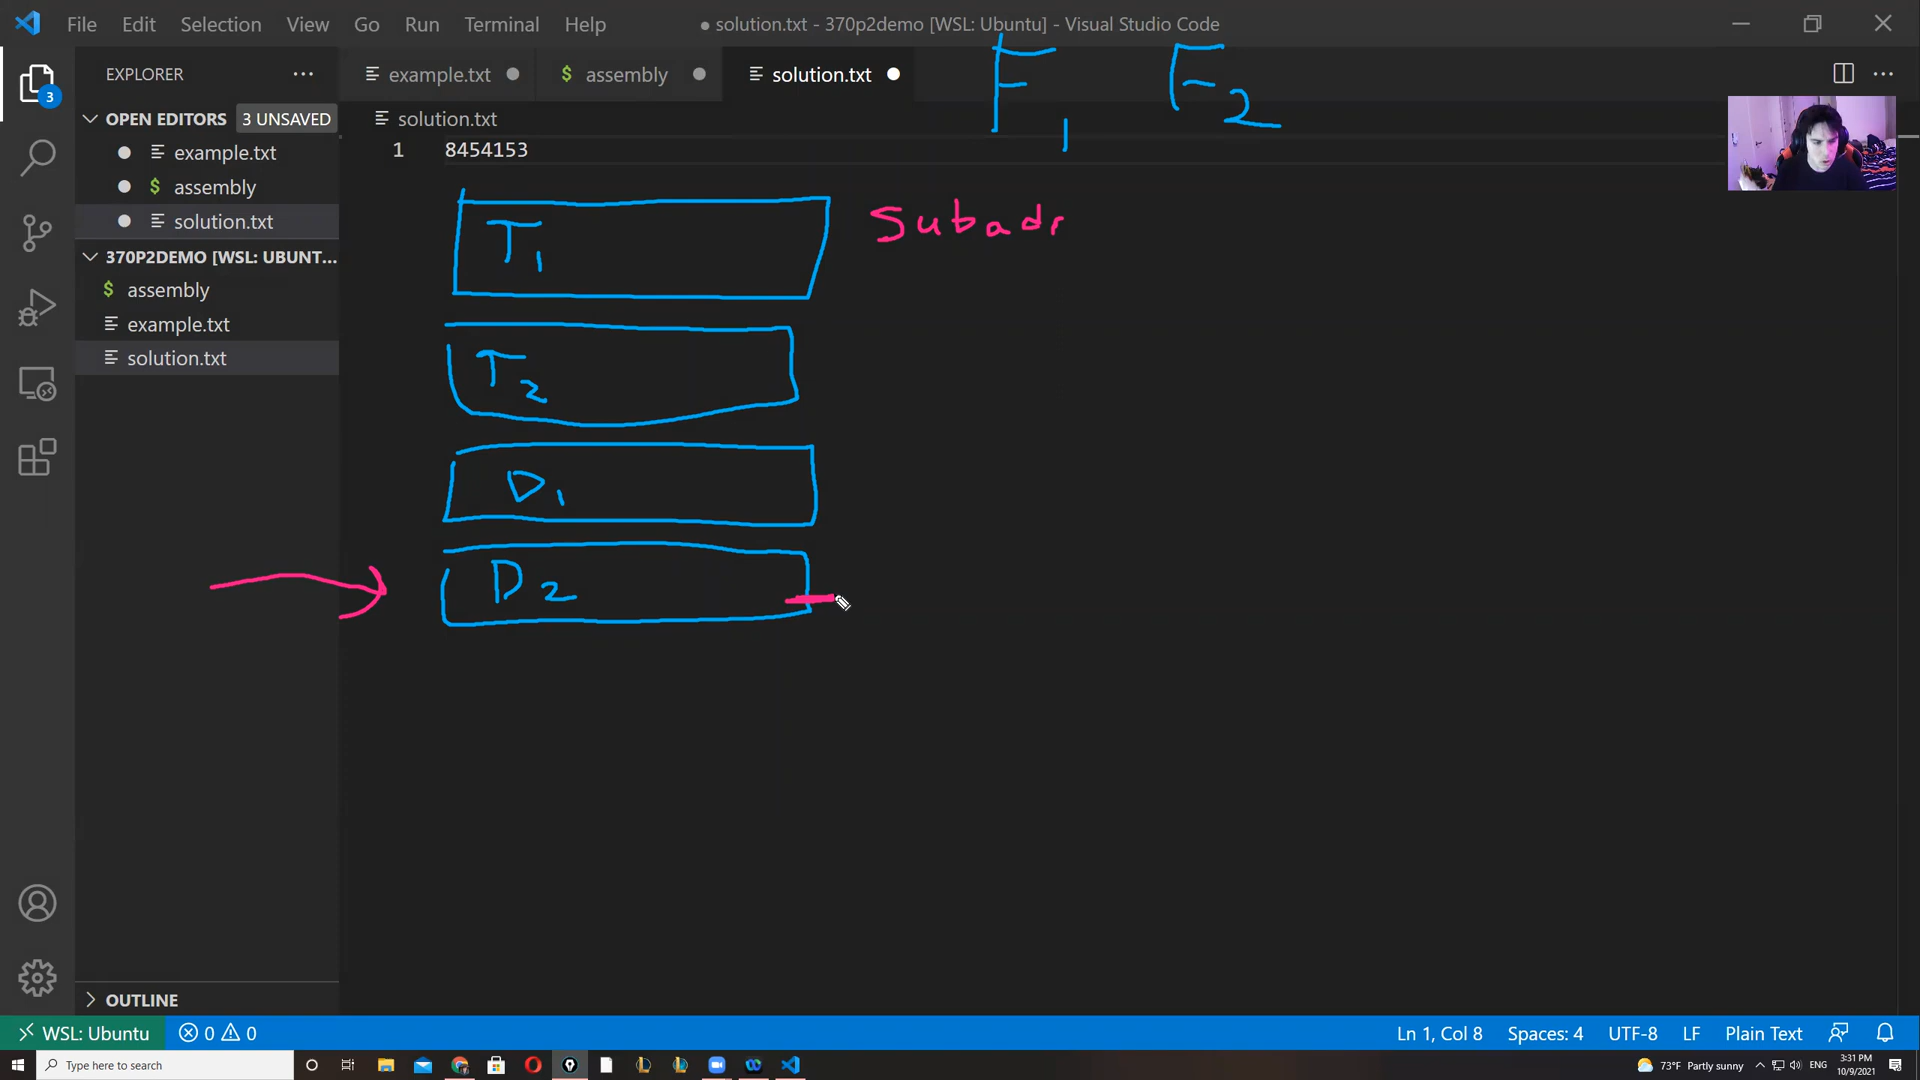 File Edit Selection View Go Run Terminal Help
● solution.txt - 370p2demo [WSL: Ubuntu] - Visual Studio Code
EXPLORER
example.txt
$ assembly
solution.txt
F1 F2
OPEN EDITORS 3 UNSAVED
example.txt
$ assembly
solution.txt
370P2DEMO [WSL: UBUNT...
$ assembly
example.txt
solution.txt
OUTLINE
3
solution.txt
1 8454153
T1
Subadr
T2
D1
D2
WSL: Ubuntu 0 0
Ln 1, Col 8 Spaces: 4 UTF-8 LF Plain Text
Type here to search
73°F Partly sunny ENG
3:31 PM
10/9/2021